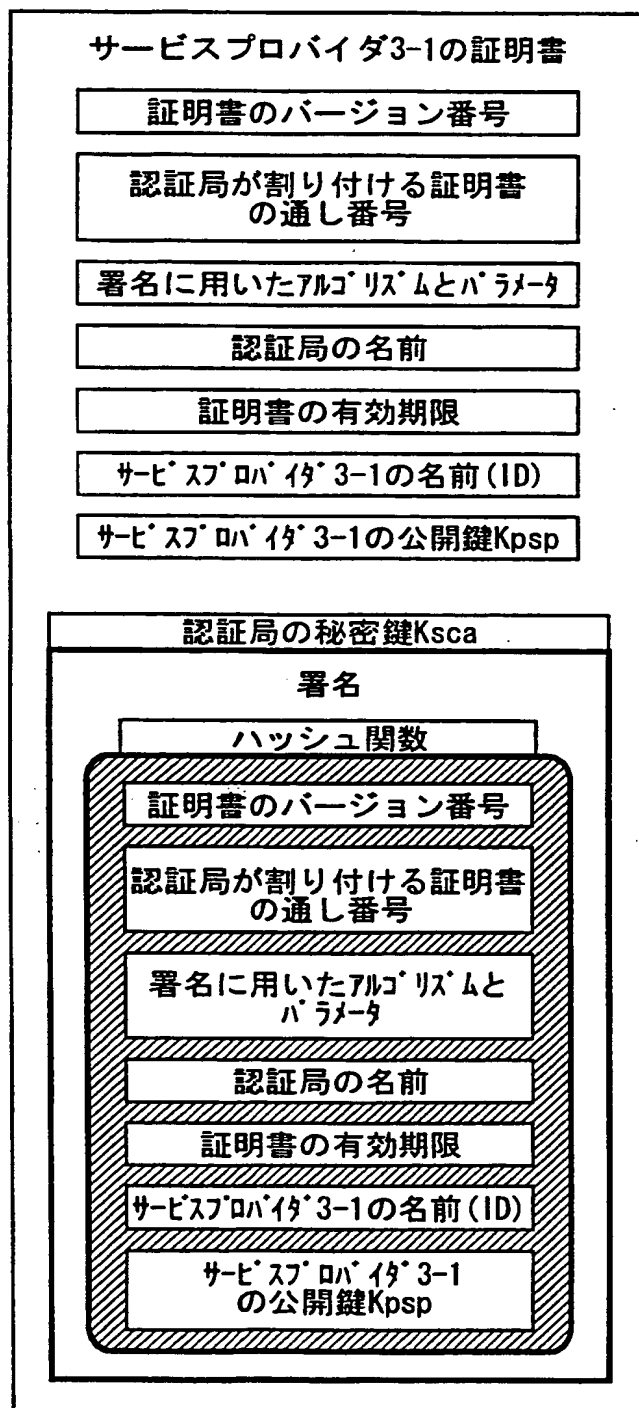 サービスプロバイダ3-1の証明書
証明書のバージョン番号
認証局が割り付ける証明書
の通し番号
署名に用いたｱﾙｺﾞﾘｽﾞﾑとﾊﾟﾗﾒｰﾀ
認証局の名前
証明書の有効期限
ｻｰﾋﾞｽﾌﾟﾛﾊﾞｲﾀﾞ3-1の名前(ID)
ｻｰﾋﾞｽﾌﾟﾛﾊﾞｲﾀﾞ3-1の公開鍵Kpsp
認証局の秘密鍵Ksca
署名
ハッシュ関数
証明書のバージョン番号
認証局が割り付ける証明書
の通し番号
署名に用いたｱﾙｺﾞﾘｽﾞﾑと
ﾊﾟﾗﾒｰﾀ
認証局の名前
証明書の有効期限
ｻｰﾋﾞｽﾌﾟﾛﾊﾞｲﾀﾞ3-1の名前(ID)
ｻｰﾋﾞｽﾌﾟﾛﾊﾞｲﾀﾞ3-1
の公開鍵Kpsp